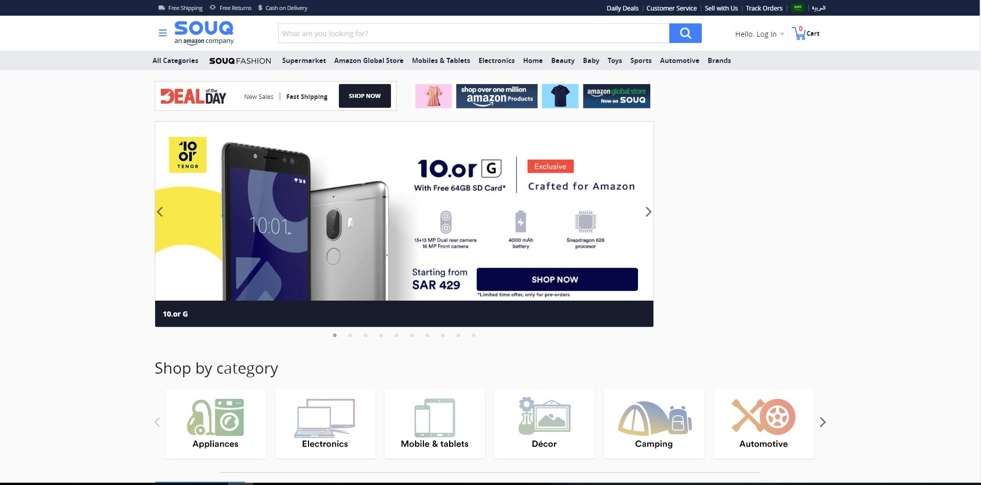 Free Shipping Free Returns $ Cash on Delivery Daily Deals | Customer Service | Sell with Us | Track Orders | العربية
SOUQ
an amazon company
What are you looking for?
Hello. Log In
0
Cart
All Categories SOUQ FASHION Supermarket Amazon Global Store Mobiles & Tablets Electronics Home Beauty Baby Toys Sports Automotive Brands
DEAL of the DAY
New Sales | Fast Shipping
SHOP NOW
shop over one million
amazon Products
amazon global store
Now on SOUQ
10 or
TENOR
10:01
10.or G
With Free 64GB SD Card*
Exclusive
Crafted for Amazon
13+13 MP Dual rear camera
16 MP Front camera
4000 mAh
battery
Snapdragon 626
procesor
Starting from
SAR 429
SHOP NOW
*Limited time offer, only for pre-orders
10.or G
Shop by category
Appliances Electronics Mobile & tablets Décor Camping Automotive